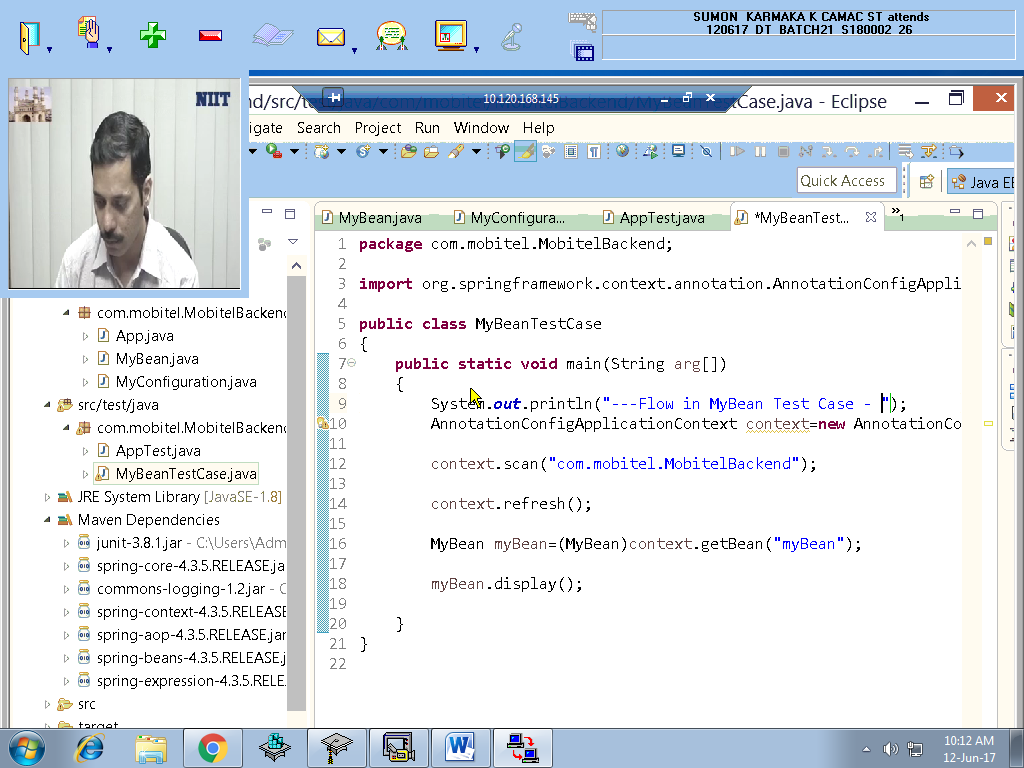 SUMON KARMAKA K CAMAC ST attends
120617_DT_BATCH21_S180002_26
NIIT
10.120.168.145
nd/src/test/java/com/mobitel/MobitelBackend/MyBeanTestCase.java - Eclipse
igate Search Project Run Window Help
Quick Access
Java EE
MyBean.java
MyConfigura...
AppTest.java
*MyBeanTest...
»1
1 package com.mobitel.MobitelBackend;
2
3 import org.springframework.context.annotation.AnnotationConfigAppli
4
5 public class MyBeanTestCase
6 {
7 public static void main(String arg[])
8 {
9 System.out.println("---Flow in MyBean Test Case - ");
10 AnnotationConfigApplicationContext context=new AnnotationCo
11
12 context.scan("com.mobitel.MobitelBackend");
13
14 context.refresh();
15
16 MyBean myBean=(MyBean)context.getBean("myBean");
17
18 myBean.display();
19
20 }
21 }
22
com.mobitel.MobitelBackend
App.java
MyBean.java
MyConfiguration.java
src/test/java
com.mobitel.MobitelBackend
AppTest.java
MyBeanTestCase.java
JRE System Library [JavaSE-1.8]
Maven Dependencies
junit-3.8.1.jar - C:\Users\Adm
spring-core-4.3.5.RELEASE.ja
commons-logging-1.2.jar - C
spring-context-4.3.5.RELEASE
spring-aop-4.3.5.RELEASE.jar
spring-beans-4.3.5.RELEASE.j
spring-expression-4.3.5.RELE
src
target
10:12 AM
12-Jun-17